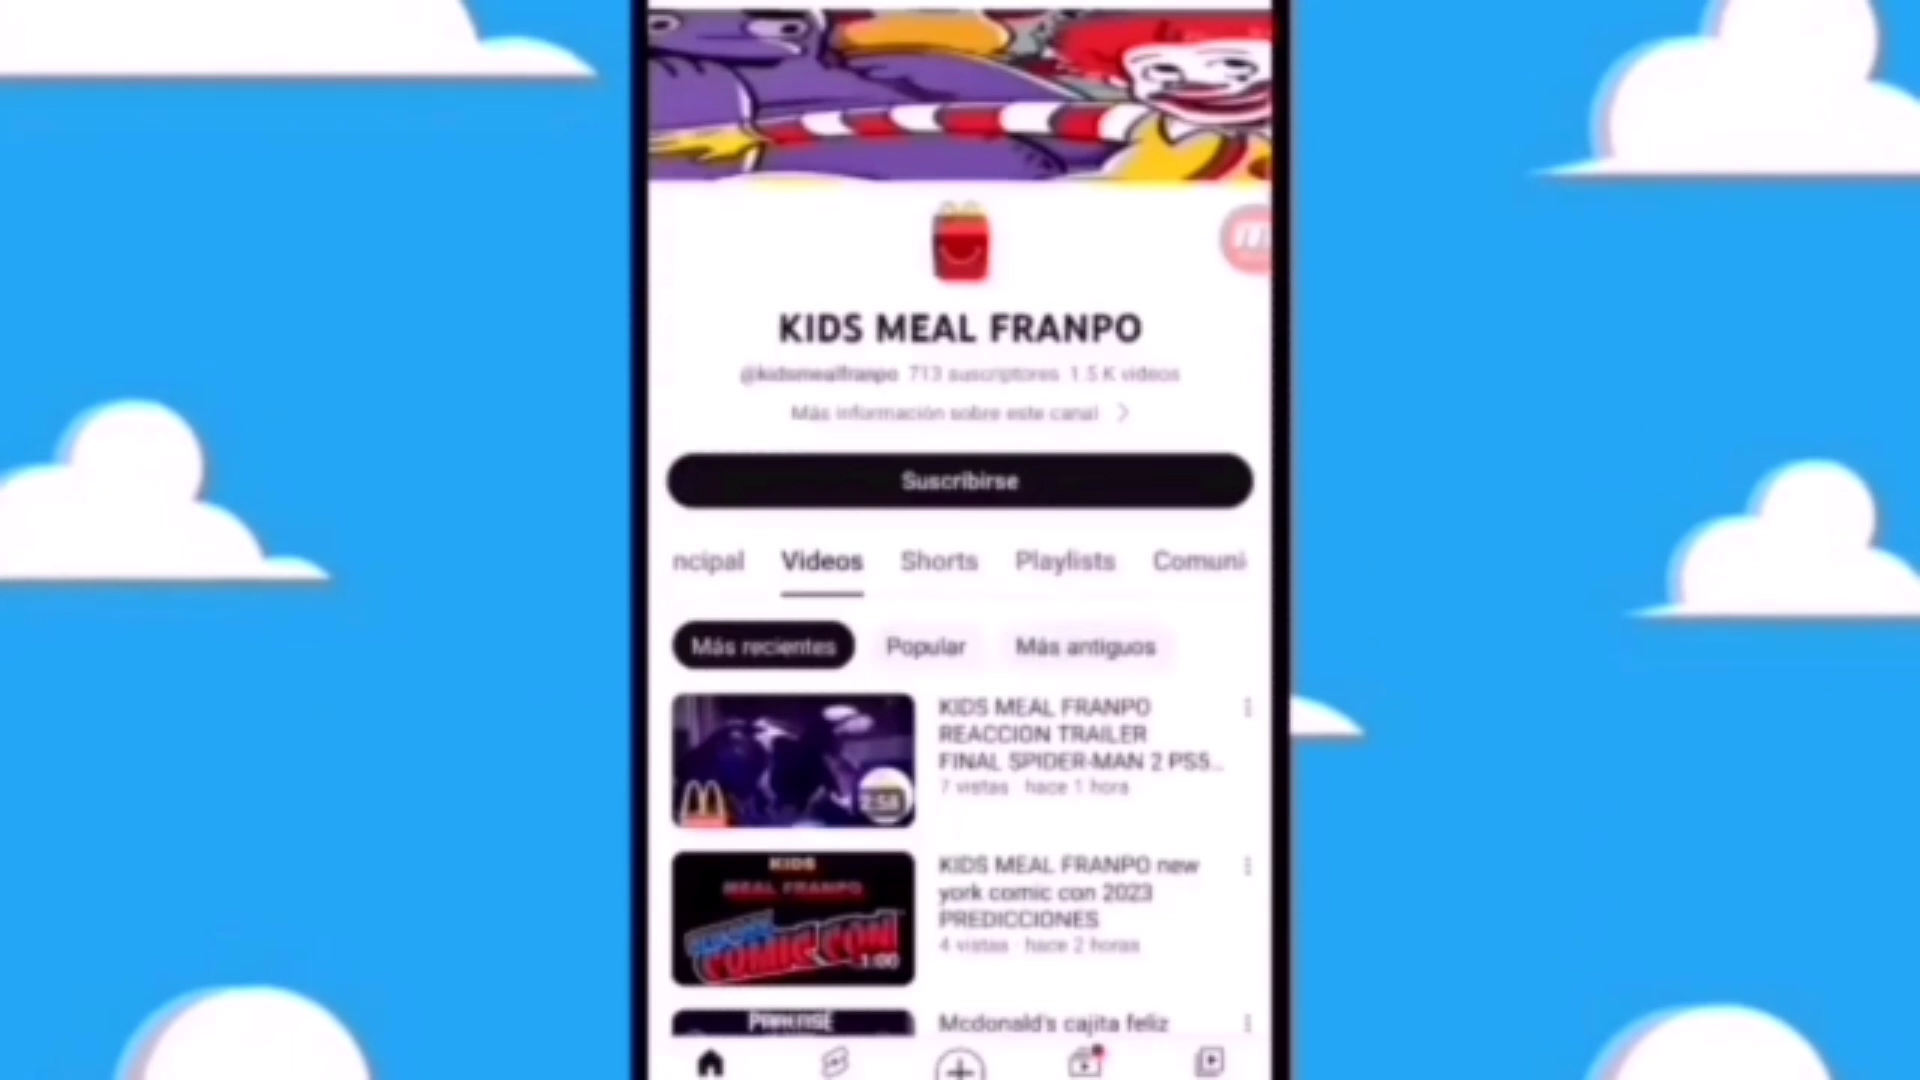 KIDS MEAL FRANPO
@kidsmealfranpo 713 suscriptores 1.5 K videos
Más información sobre este canal
Suscribirse
ncipal Videos Shorts Playlists Comuni
Más recientes Popular Más antiguos
KIDS MEAL FRANPO
REACCION TRAILER
FINAL SPIDER-MAN 2 PS5...
7 vistas · hace 1 hora
2:58
KIDS
MEAL FRANPO
COMIC CON
1:00
KIDS MEAL FRANPO new
york comic con 2023
PREDICCIONES
4 vistas · hace 2 horas
Mcdonald's cajita feliz